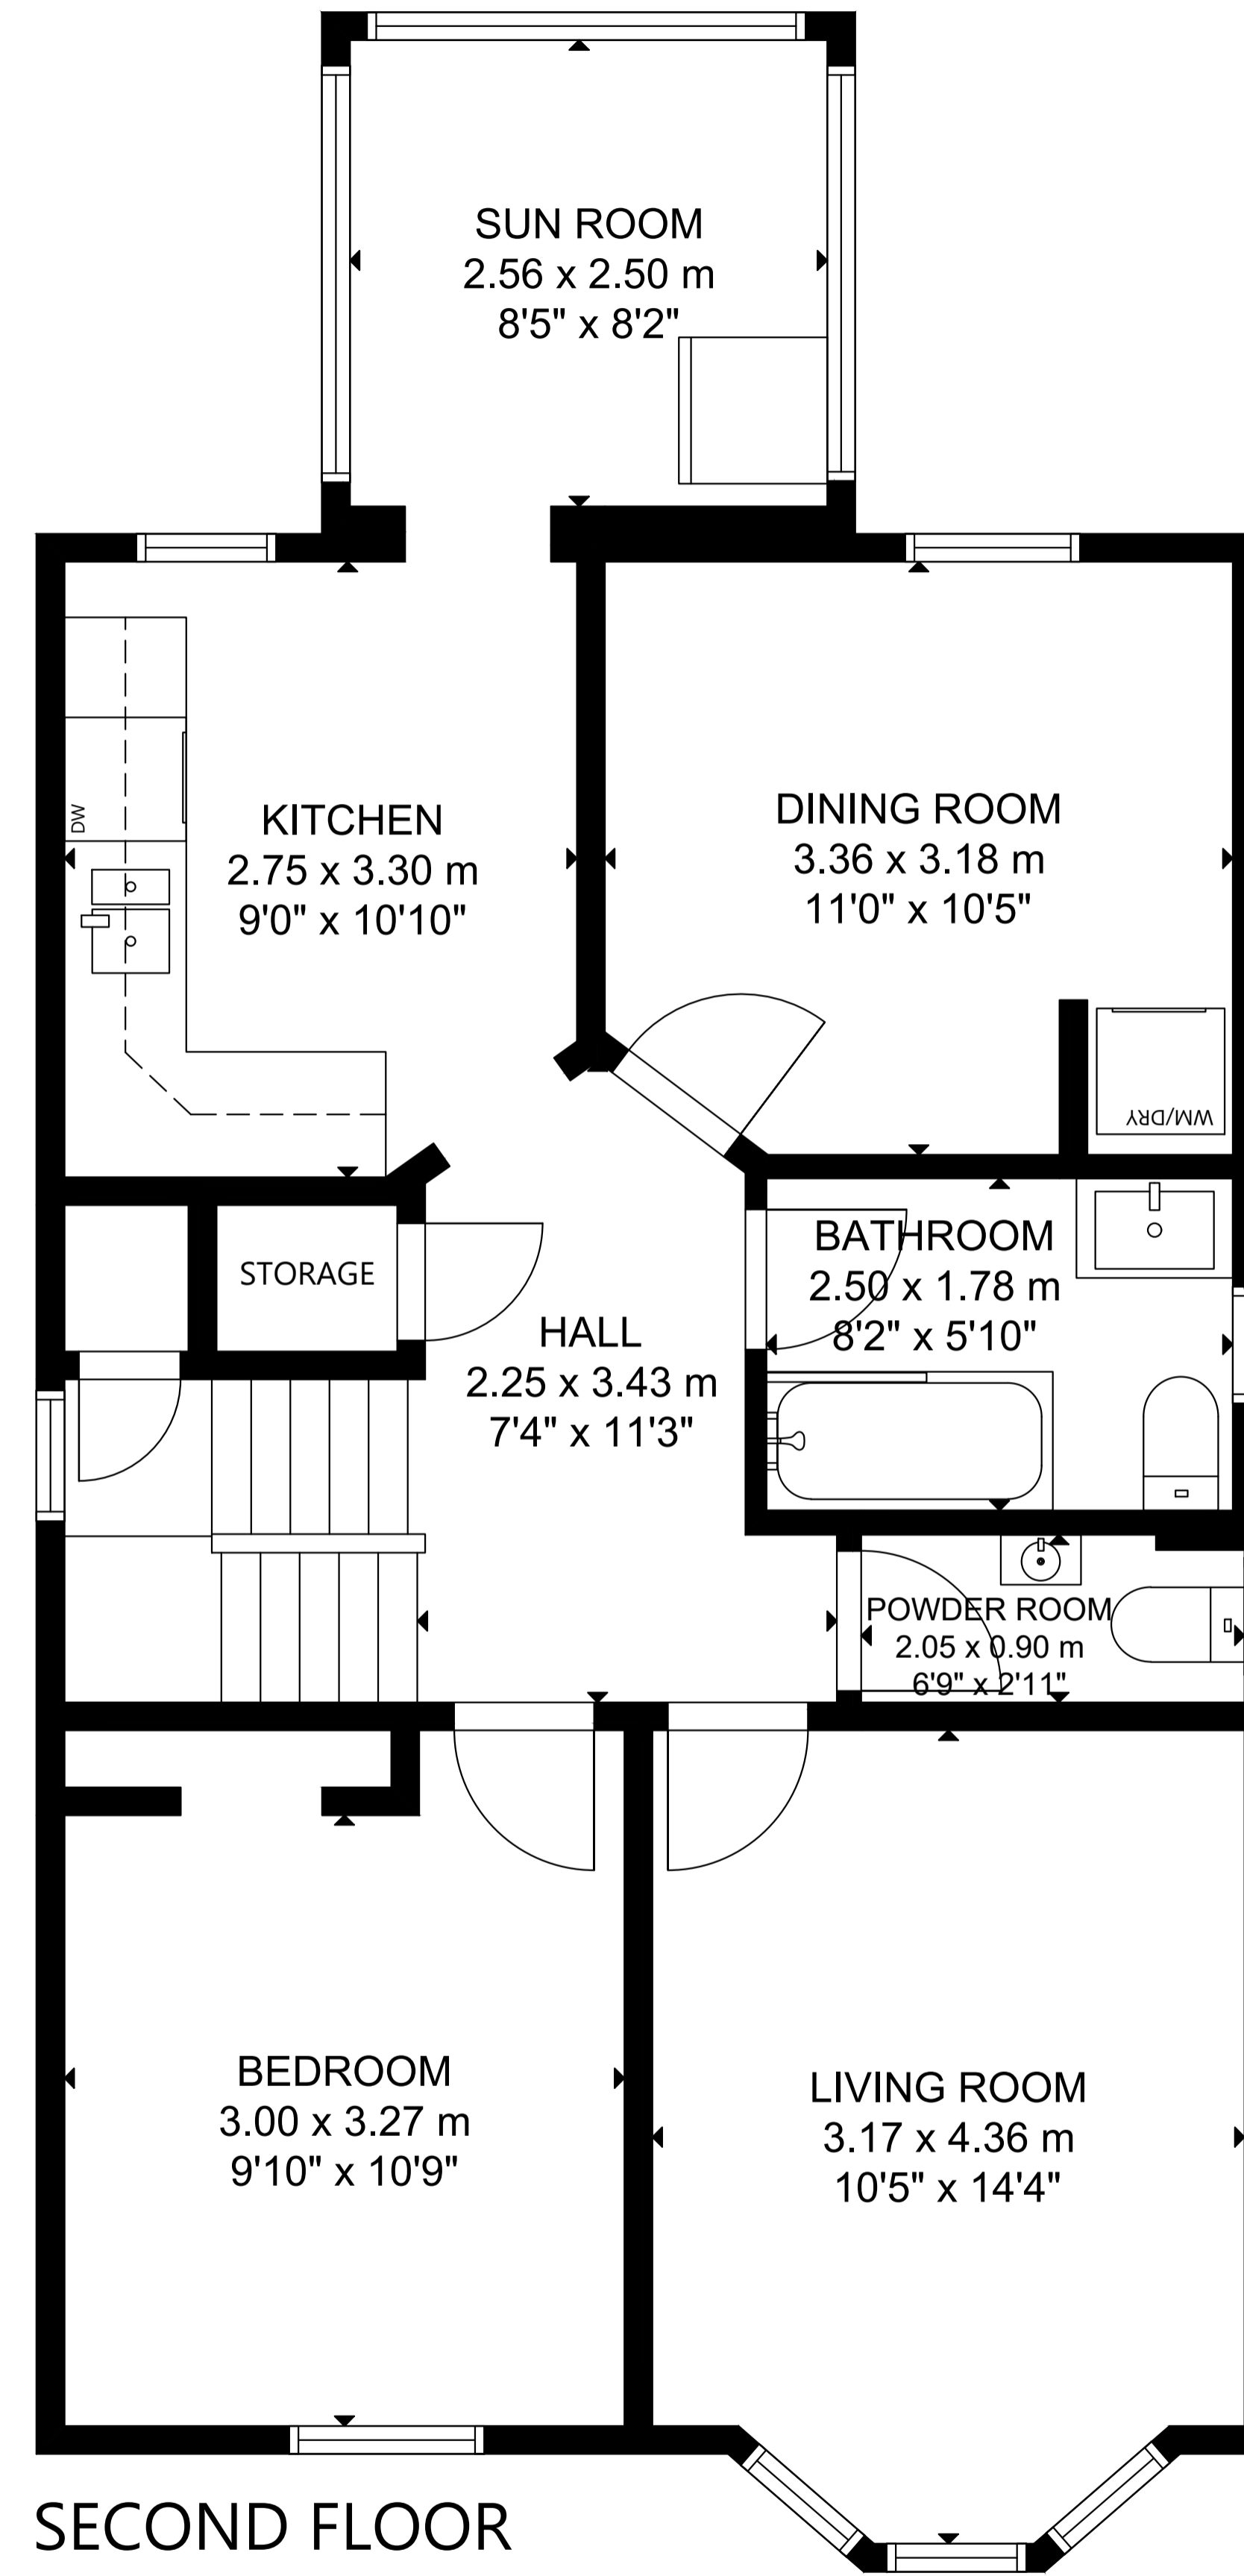 SUN ROOM
2.56 x 2.50 m
8'5" x 8'2"
KITCHEN
2.75 x 3.30 m
9'0" x 10'10"
DW
DINING ROOM
3.36 x 3.18 m
11'0" x 10'5"
WM/DRY
STORAGE
BATHROOM
2.50 x 1.78 m
8'2" x 5'10"
HALL
2.25 x 3.43 m
7'4" x 11'3"
POWDER ROOM
2.05 x 0.90 m
6'9" x 2'11"
BEDROOM
3.00 x 3.27 m
9'10" x 10'9"
LIVING ROOM
3.17 x 4.36 m
10'5" x 14'4"
SECOND FLOOR